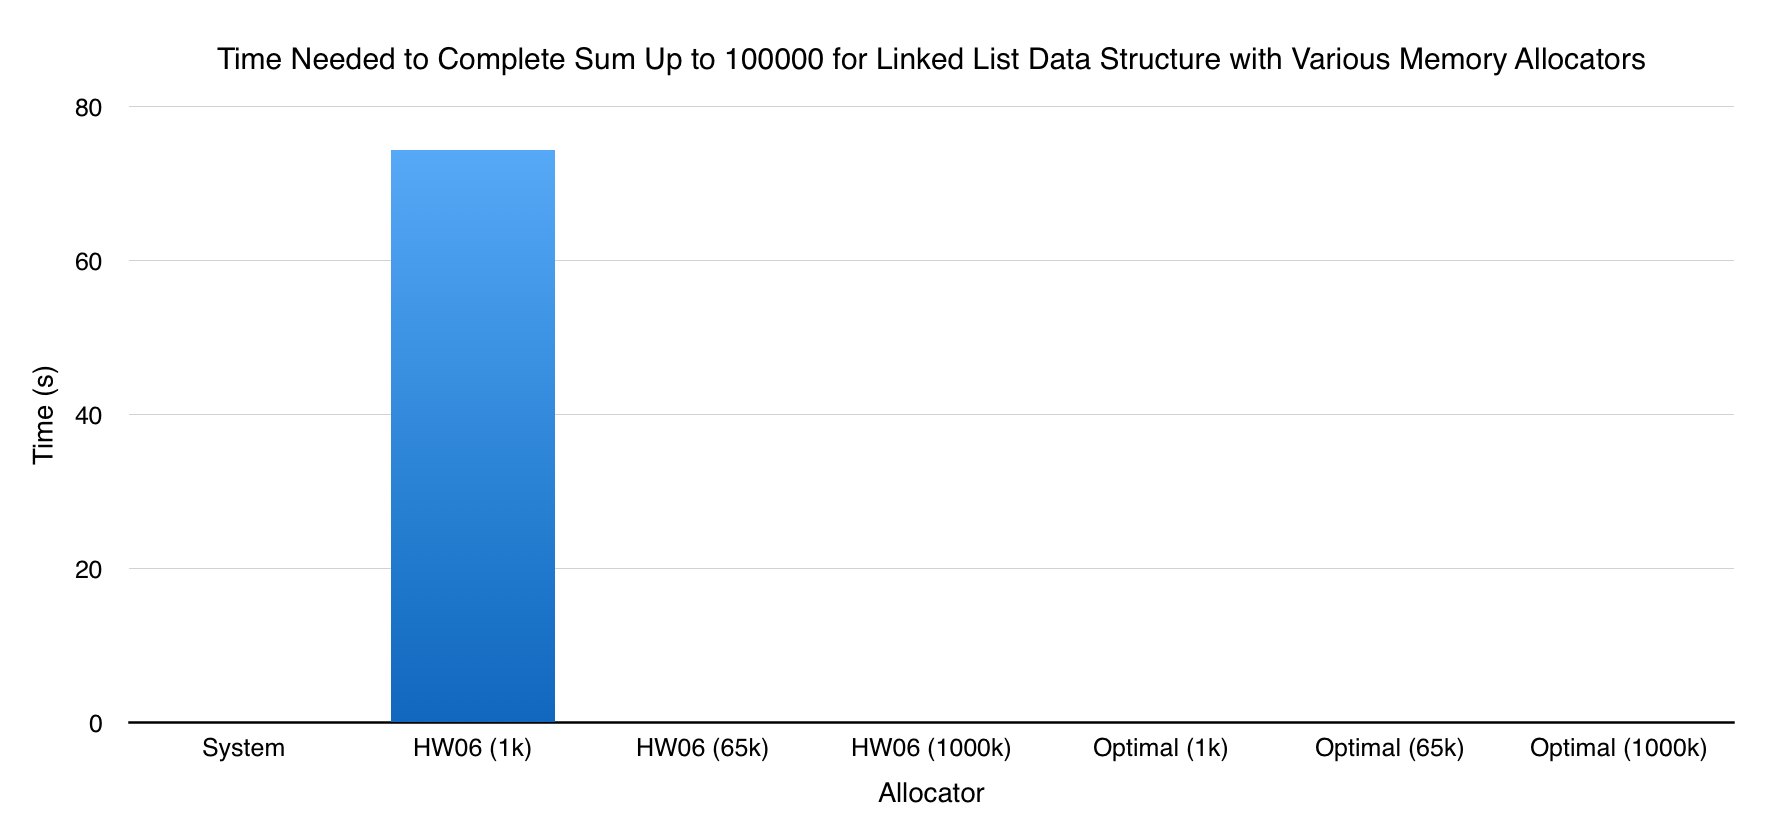 Time Needed to Complete Sum Up to 100000 for Linked List Data Structure with Various Memory Allocators
80
60
40
20
0
Time (s)
System
HW06 (1k)
HW06 (65k)
HW06 (1000k)
Optimal (1k)
Optimal (65k)
Optimal (1000k)
Allocator